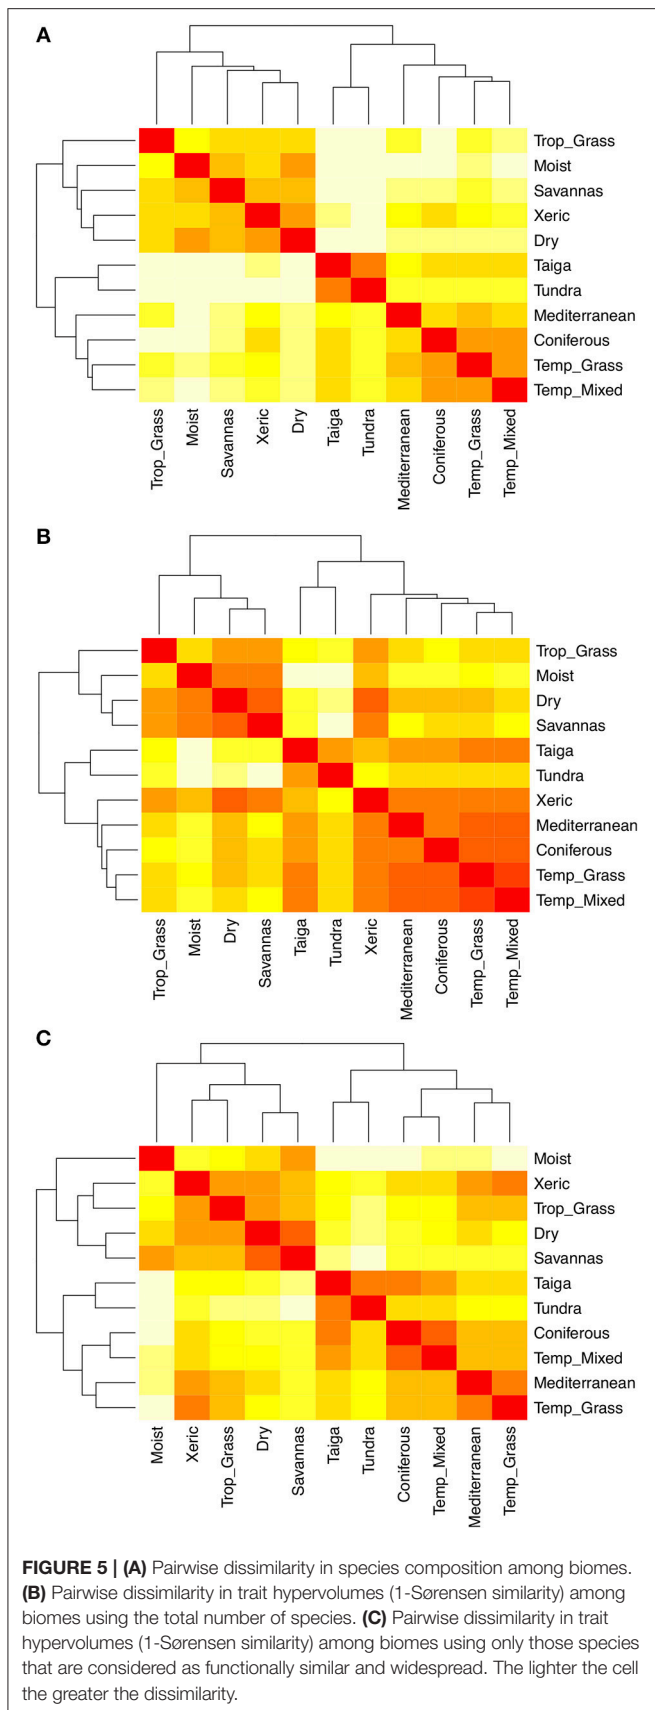 A
Trop_Grass
Moist
Savannas
Xeric
Dry
Taiga
Tundra
Mediterranean
Coniferous
Temp_Grass
Temp_Mixed
Trop_Grass
Moist
Savannas
Xeric
Dry
Taiga
Tundra
Mediterranean
Coniferous
Temp_Grass
Temp_Mixed
B
Trop_Grass
Moist
Dry
Savannas
Taiga
Tundra
Xeric
Mediterranean
Coniferous
Temp_Grass
Temp_Mixed
Trop_Grass
Moist
Dry
Savannas
Taiga
Tundra
Xeric
Mediterranean
Coniferous
Temp_Grass
Temp_Mixed
C
Moist
Xeric
Trop_Grass
Dry
Savannas
Taiga
Tundra
Coniferous
Temp_Mixed
Mediterranean
Temp_Grass
Moist
Xeric
Trop_Grass
Dry
Savannas
Taiga
Tundra
Coniferous
Temp_Mixed
Mediterranean
Temp_Grass
FIGURE 5 | (A) Pairwise dissimilarity in species composition among biomes.
(B) Pairwise dissimilarity in trait hypervolumes (1-Sørensen similarity) among
biomes using the total number of species. (C) Pairwise dissimilarity in trait
hypervolumes (1-Sørensen similarity) among biomes using only those species
that are considered as functionally similar and widespread. The lighter the cell
the greater the dissimilarity.